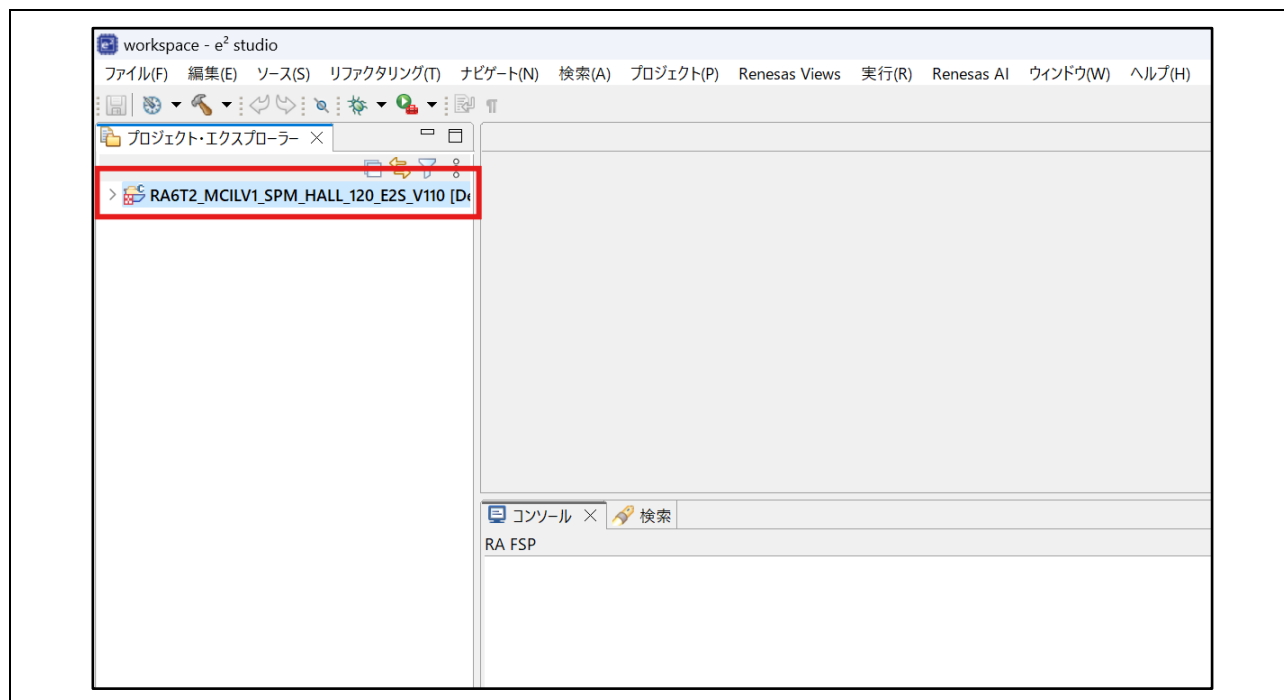 workspace - e² studio
ファイル(F) 編集(E) ソース(S) リファクタリング(T) ナビゲート(N) 検索(A) プロジェクト(P) Renesas Views 実行(R) Renesas AI ウィンドウ(W) ヘルプ(H)
プロジェクト・エクスプローラー
RA6T2_MCILV1_SPM_HALL_120_E2S_V110 [De
コンソール 検索
RA FSP